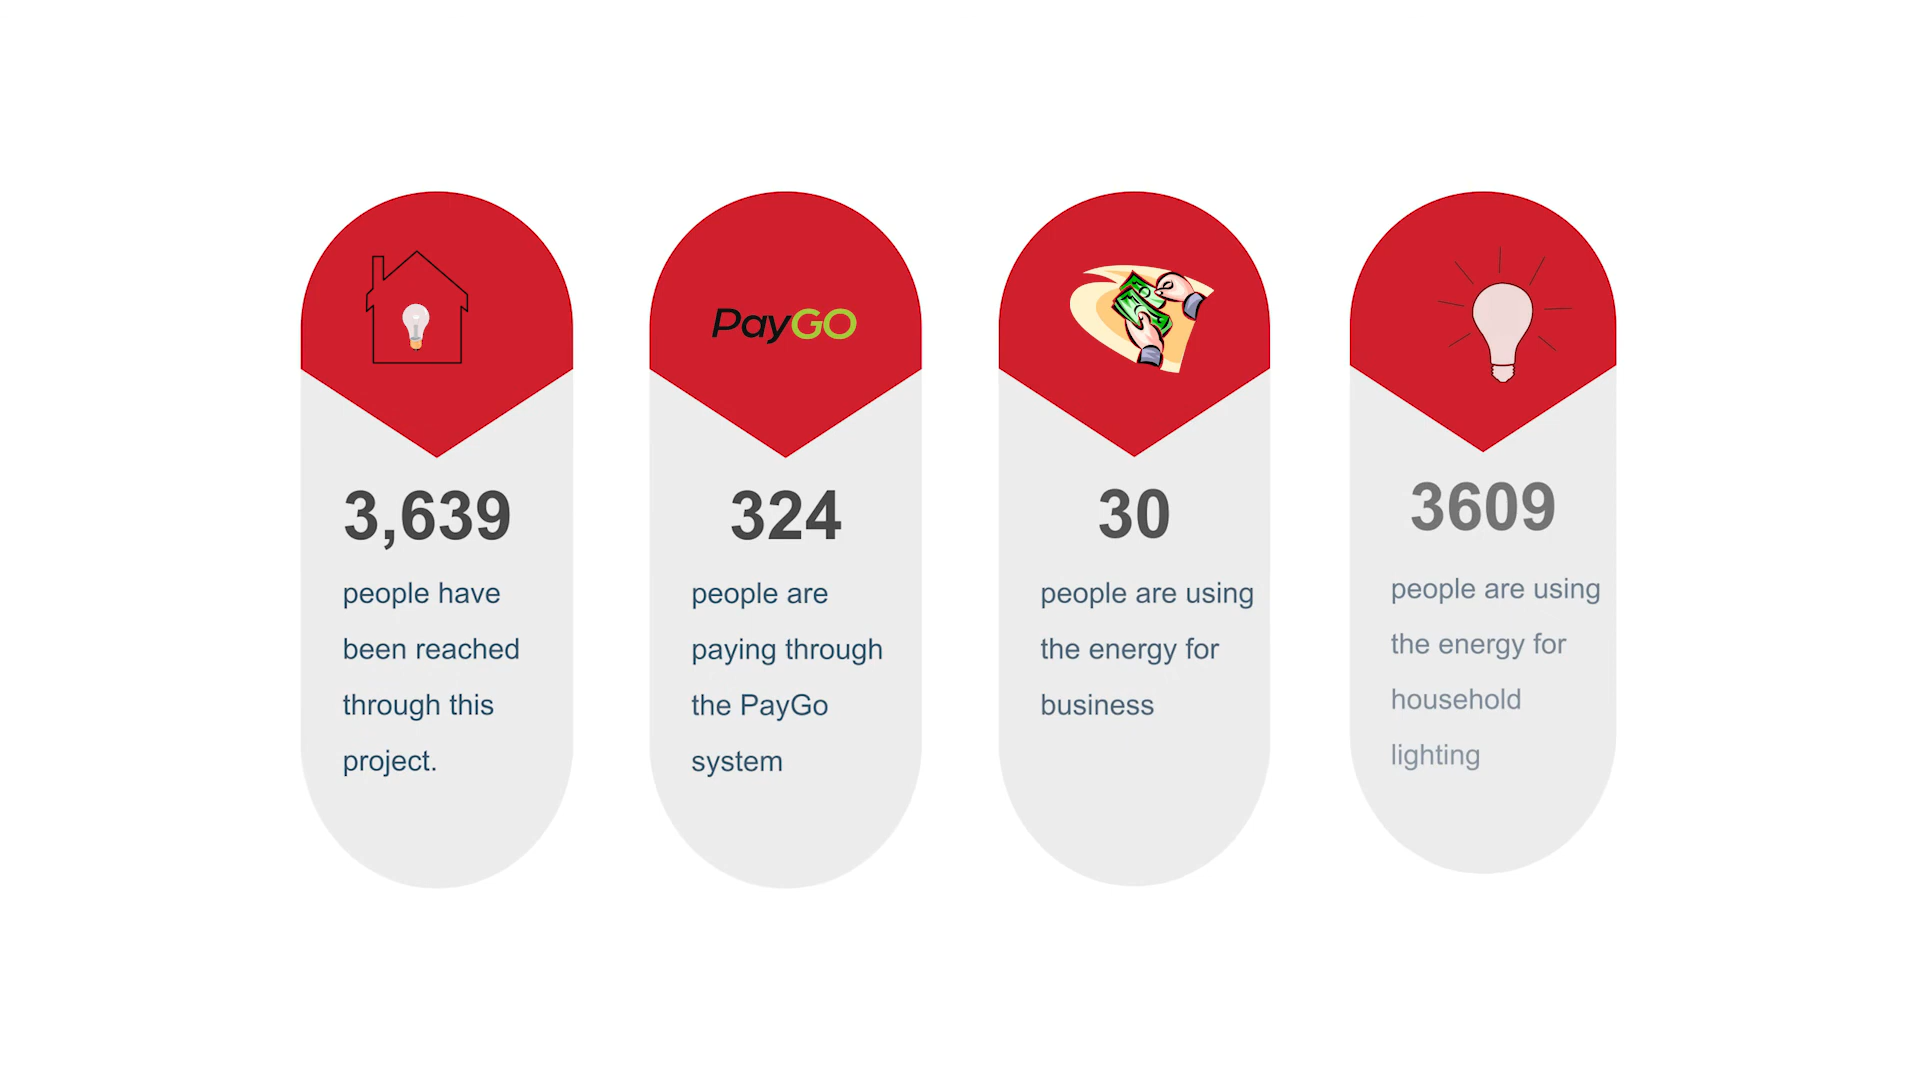 3,639
people have
been reached
through this
project.
PayGO
324
people are
paying through
the PayGo
system
30
people are using
the energy for
business
3609
people are using
the energy for
household
lighting